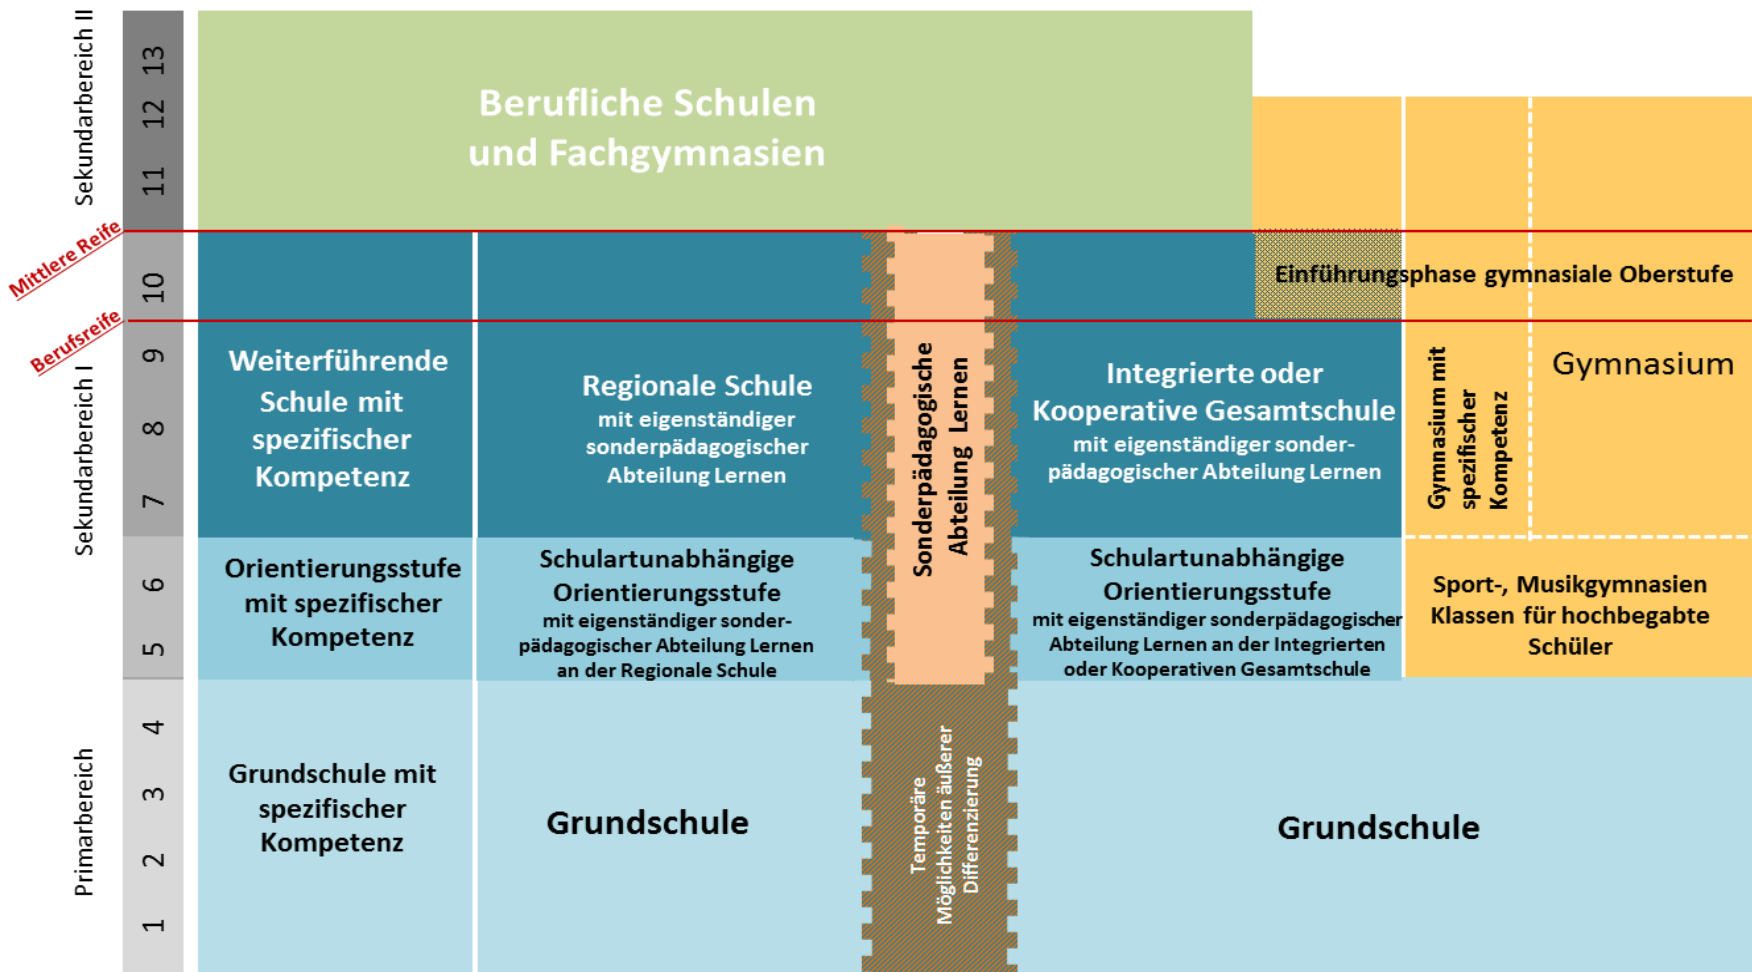 Sekundarbereich II
13
12
11
Berufliche Schulen
und Fachgymnasien
Mittlere Reife
10
Einführungsphase gymnasiale Oberstufe
Berufsreife
Sekundarbereich I
9
8
7
6
5
Weiterführende
Schule mit
spezifischer
Kompetenz
Regionale Schule
mit eigenständiger
sonderpädagogischer
Abteilung Lernen
Sonderpädagogische
Abteilung Lernen
Integrierte oder
Kooperative Gesamtschule
mit eigenständiger sonder-
pädagogischer Abteilung Lernen
Gymnasium mit
spezifischer
Kompetenz
Gymnasium
Orientierungsstufe
mit spezifischer
Kompetenz
Schulartunabhängige
Orientierungsstufe
mit eigenständiger sonder-
pädagogischer Abteilung Lernen
an der Regionale Schule
Schulartunabhängige
Orientierungsstufe
mit eigenständiger sonderpädagogischer
Abteilung Lernen an der Integrierten
oder Kooperativen Gesamtschule
Sport-, Musikgymnasien
Klassen für hochbegabte
Schüler
Primarbereich
4
3
2
1
Grundschule mit
spezifischer
Kompetenz
Grundschule
Temporäre
Möglichkeiten äußerer
Differenzierung
Grundschule